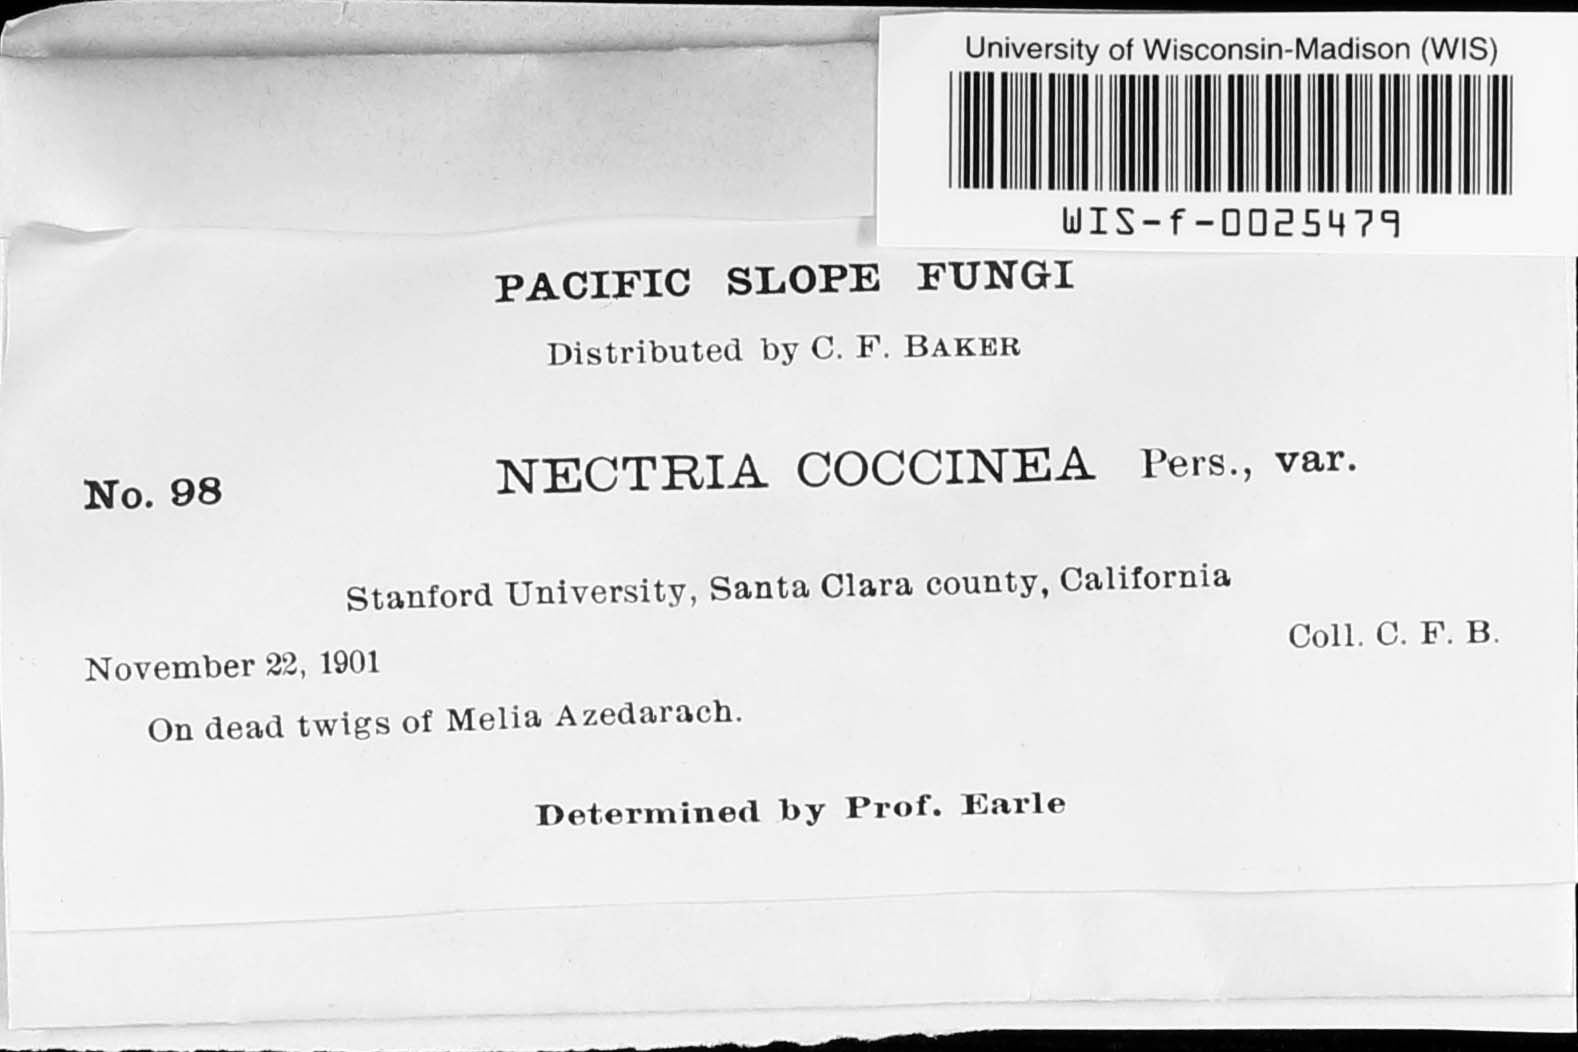 University of Wisconsin-Madison (WIS)
WIS-f-0025479
PACIFIC SLOPE FUNGI
Distributed by C. F. BAKER
No. 98 NECTRIA COCCINEA Pers., var.
Stanford University, Santa Clara county, California
November 22, 1901 Coll. C. F. B.
On dead twigs of Melia Azedarach.
Determined by Prof. Earle